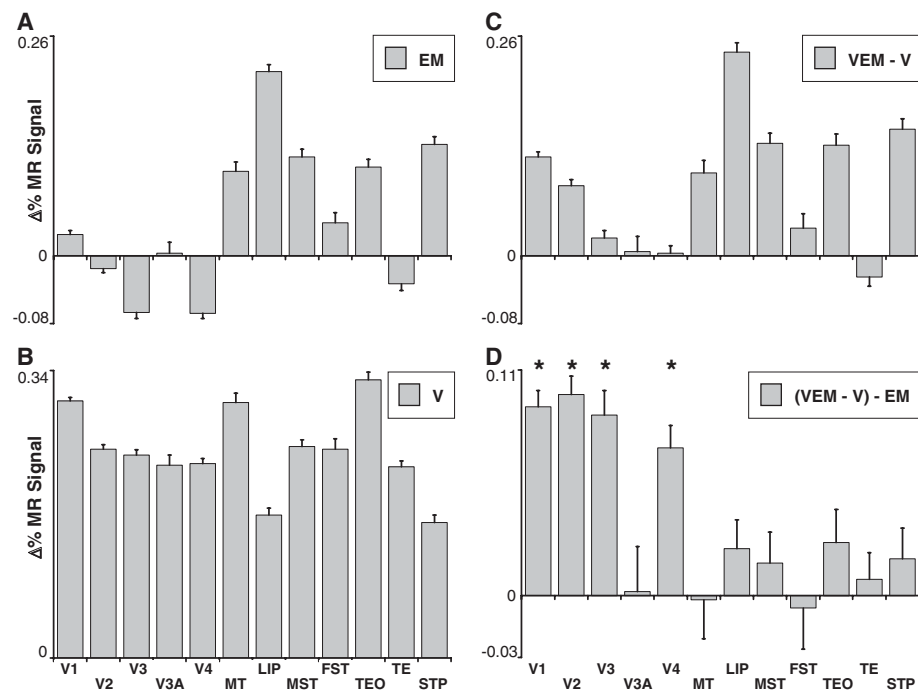 A
0.26
EM
Δ% MR Signal
0
-0.08
C
0.26
VEM - V
0
-0.08
B
0.34
V
Δ% MR Signal
0
V1 V2 V3 V3A V4 MT LIP MST FST TEO TE STP
D
0.11
* * * *
(VEM - V) - EM
0
-0.03
V1 V2 V3 V3A V4 MT LIP MST FST TEO TE STP